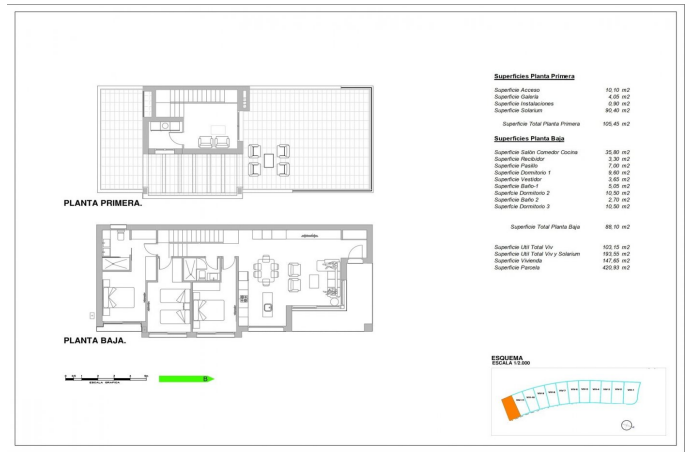 Superficies Planta Primera
Superficie Acceso 10,10 m2
Superficie Galería 4,05 m2
Superficie Instalaciones 0,90 m2
Superficie Solarium 90,40 m2
Superficie Total Planta Primera 105,45 m2
Superficies Planta Baja
Superficie Salón Comedor Cocina 35,80 m2
Superficie Recibidor 3,30 m2
Superficie Pasillo 7,00 m2
Superficie Dormitorio 1 9,60 m2
Superficie Vestidor 3,65 m2
Superficie Baño-1 5,05 m2
Superficie Dormitorio 2 10,50 m2
Superficie Baño 2 2,70 m2
Superficie Dormitorio 3 10,50 m2
Superficie Total Planta Baja 88,10 m2
Superficie Util Total Viv 103,15 m2
Superficie Util Total Viv y Solarium 193,55 m2
Superficie Vivienda 147,65 m2
Superficie Parcela 420,93 m2
PLANTA PRIMERA.
PLANTA BAJA.
ESCALA GRAFICA
ESQUEMA
ESCALA 1/2.000